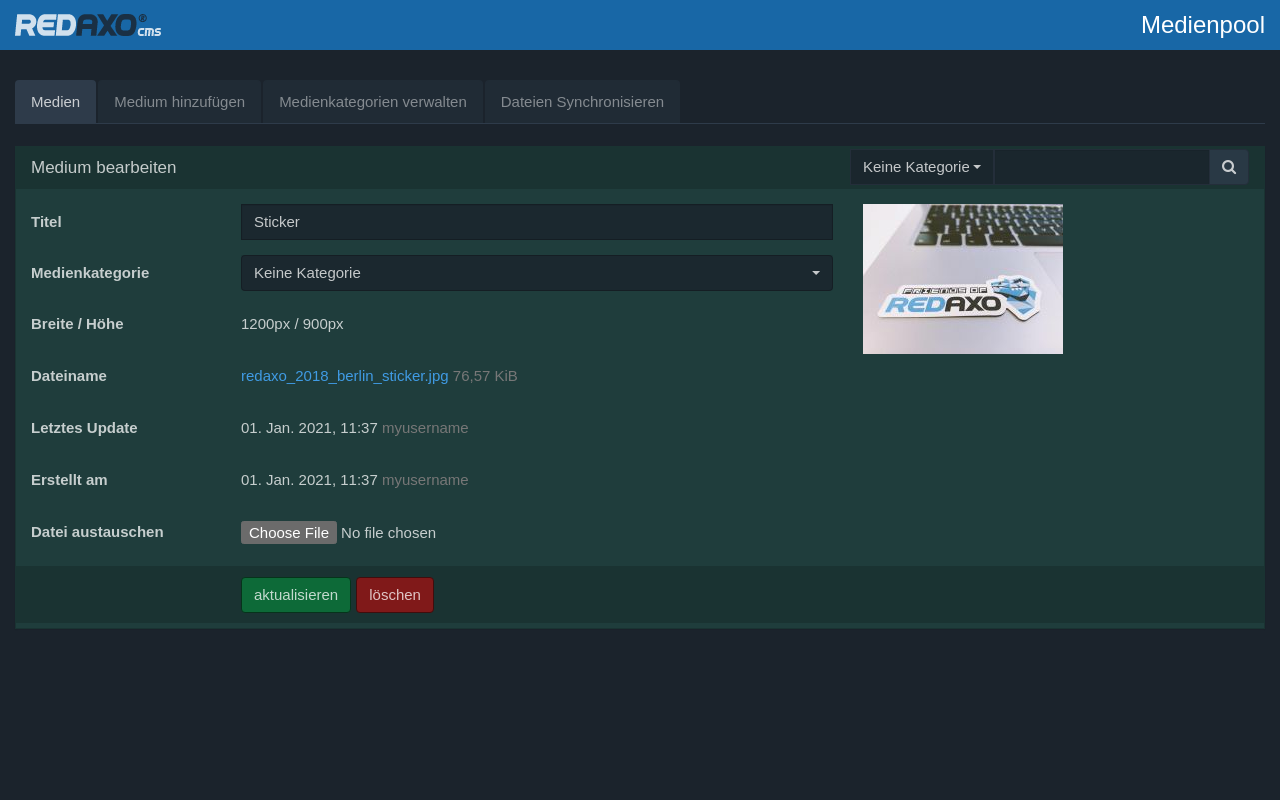 REDAXO® cms
Medienpool
Medien
Medium hinzufügen
Medienkategorien verwalten
Dateien Synchronisieren
Medium bearbeiten
Keine Kategorie
Titel
Sticker
Medienkategorie
Keine Kategorie
Breite / Höhe
1200px / 900px
Dateiname
redaxo_2018_berlin_sticker.jpg 76,57 KiB
Letztes Update
01. Jan. 2021, 11:37 myusername
Erstellt am
01. Jan. 2021, 11:37 myusername
Datei austauschen
Choose File No file chosen
aktualisieren
löschen
FRIENDS OF
REDAXO